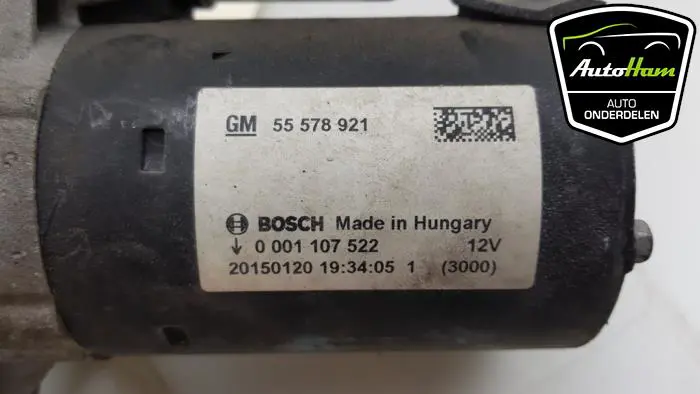 GM 55 578 921
BOSCH Made in Hungary
0 001 107 522 12V
20150120 19:34:05 1 (3000)
AutoHam
AUTO
ONDERDELEN